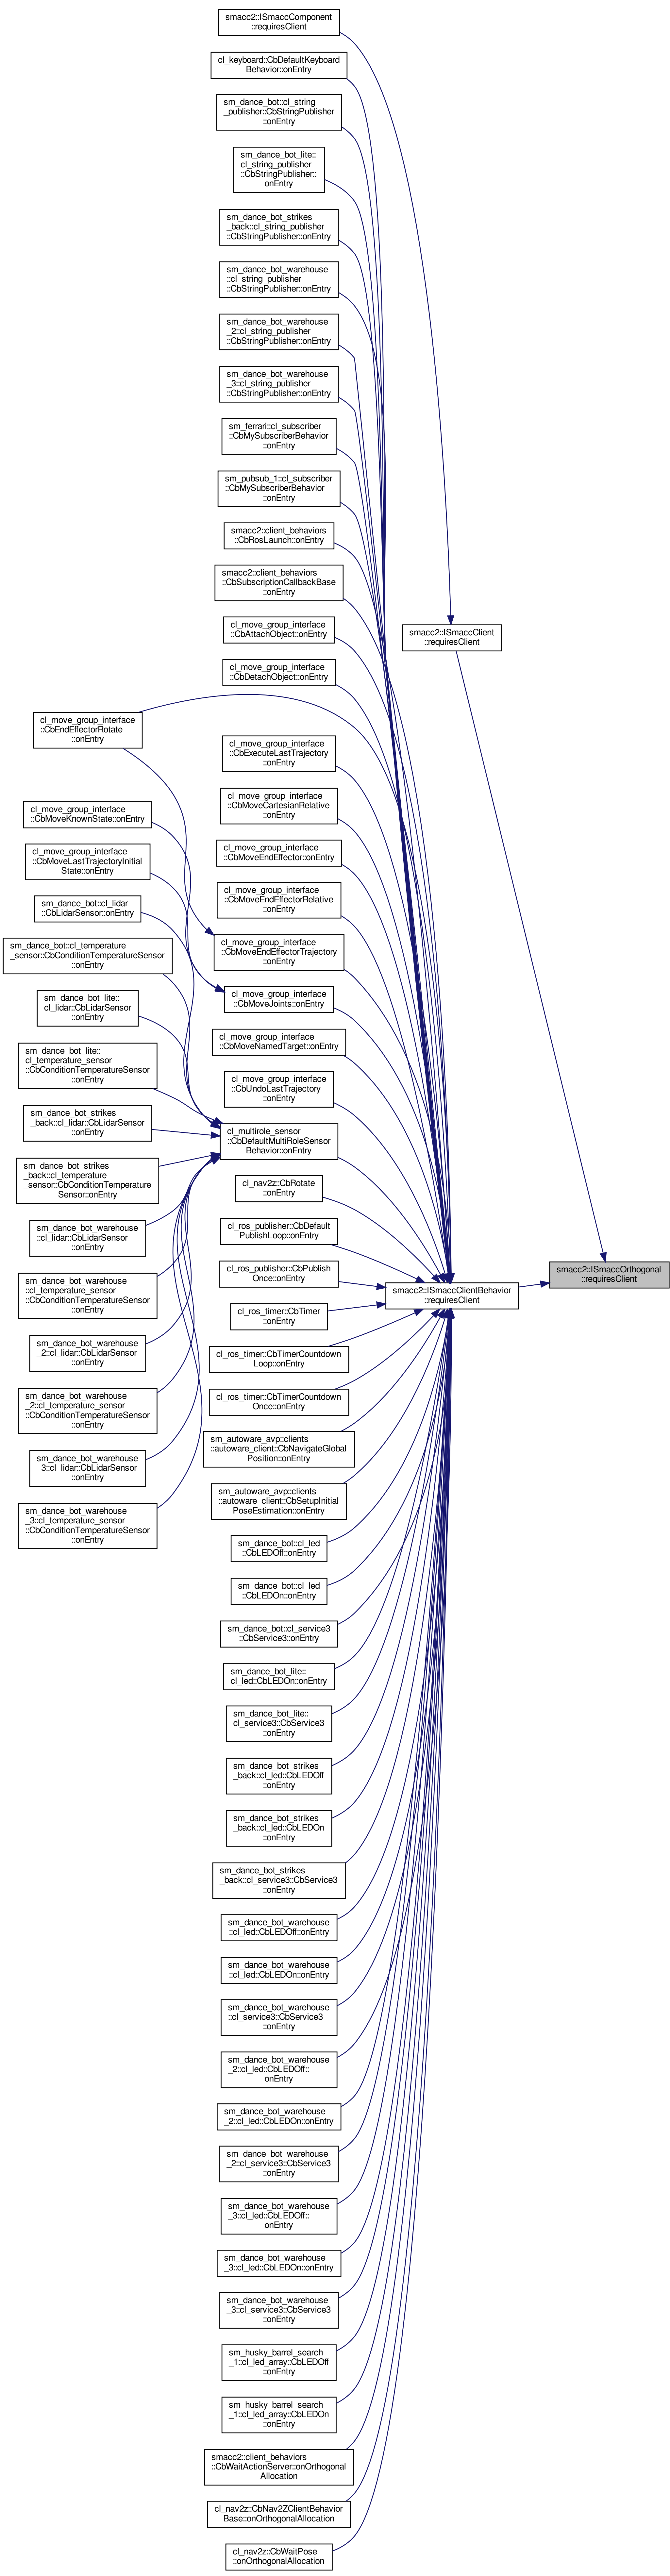 smacc2::ISmaccComponent
::requiresClient
cl_keyboard::CbDefaultKeyboard
Behavior::onEntry
sm_dance_bot::cl_string
_publisher::CbStringPublisher
::onEntry
sm_dance_bot_lite::
cl_string_publisher
::CbStringPublisher::
onEntry
sm_dance_bot_strikes
_back::cl_string_publisher
::CbStringPublisher::onEntry
sm_dance_bot_warehouse
::cl_string_publisher
::CbStringPublisher::onEntry
sm_dance_bot_warehouse
_2::cl_string_publisher
::CbStringPublisher::onEntry
sm_dance_bot_warehouse
_3::cl_string_publisher
::CbStringPublisher::onEntry
sm_ferrari::cl_subscriber
::CbMySubscriberBehavior
::onEntry
sm_pubsub_1::cl_subscriber
::CbMySubscriberBehavior
::onEntry
smacc2::client_behaviors
::CbRosLaunch::onEntry
smacc2::client_behaviors
::CbSubscriptionCallbackBase
::onEntry
cl_move_group_interface
::CbAttachObject::onEntry
smacc2::ISmaccClient
::requiresClient
cl_move_group_interface
::CbDetachObject::onEntry
cl_move_group_interface
::CbEndEffectorRotate
::onEntry
cl_move_group_interface
::CbExecuteLastTrajectory
::onEntry
cl_move_group_interface
::CbMoveCartesianRelative
::onEntry
cl_move_group_interface
::CbMoveKnownState::onEntry
cl_move_group_interface
::CbMoveEndEffector::onEntry
cl_move_group_interface
::CbMoveLastTrajectoryInitial
State::onEntry
cl_move_group_interface
::CbMoveEndEffectorRelative
::onEntry
sm_dance_bot::cl_lidar
::CbLidarSensor::onEntry
cl_move_group_interface
::CbMoveEndEffectorTrajectory
::onEntry
sm_dance_bot::cl_temperature
_sensor::CbConditionTemperatureSensor
::onEntry
cl_move_group_interface
::CbMoveJoints::onEntry
sm_dance_bot_lite::
cl_lidar::CbLidarSensor
::onEntry
cl_move_group_interface
::CbMoveNamedTarget::onEntry
sm_dance_bot_lite::
cl_temperature_sensor
::CbConditionTemperatureSensor
::onEntry
cl_move_group_interface
::CbUndoLastTrajectory
::onEntry
sm_dance_bot_strikes
_back::cl_lidar::CbLidarSensor
::onEntry
cl_multirole_sensor
::CbDefaultMultiRoleSensor
Behavior::onEntry
sm_dance_bot_strikes
_back::cl_temperature
_sensor::CbConditionTemperature
Sensor::onEntry
cl_nav2z::CbRotate
::onEntry
sm_dance_bot_warehouse
::cl_lidar::CbLidarSensor
::onEntry
cl_ros_publisher::CbDefault
PublishLoop::onEntry
cl_ros_publisher::CbPublish
Once::onEntry
smacc2::ISmaccOrthogonal
::requiresClient
sm_dance_bot_warehouse
::cl_temperature_sensor
::CbConditionTemperatureSensor
::onEntry
smacc2::ISmaccClientBehavior
::requiresClient
cl_ros_timer::CbTimer
::onEntry
sm_dance_bot_warehouse
_2::cl_lidar::CbLidarSensor
::onEntry
cl_ros_timer::CbTimerCountdown
Loop::onEntry
sm_dance_bot_warehouse
_2::cl_temperature_sensor
::CbConditionTemperatureSensor
::onEntry
cl_ros_timer::CbTimerCountdown
Once::onEntry
sm_autoware_avp::clients
::autoware_client::CbNavigateGlobal
Position::onEntry
sm_dance_bot_warehouse
_3::cl_lidar::CbLidarSensor
::onEntry
sm_autoware_avp::clients
::autoware_client::CbSetupInitial
PoseEstimation::onEntry
sm_dance_bot_warehouse
_3::cl_temperature_sensor
::CbConditionTemperatureSensor
::onEntry
sm_dance_bot::cl_led
::CbLEDOff::onEntry
sm_dance_bot::cl_led
::CbLEDOn::onEntry
sm_dance_bot::cl_service3
::CbService3::onEntry
sm_dance_bot_lite::
cl_led::CbLEDOn::onEntry
sm_dance_bot_lite::
cl_service3::CbService3
::onEntry
sm_dance_bot_strikes
_back::cl_led::CbLEDOff
::onEntry
sm_dance_bot_strikes
_back::cl_led::CbLEDOn
::onEntry
sm_dance_bot_strikes
_back::cl_service3::CbService3
::onEntry
sm_dance_bot_warehouse
::cl_led::CbLEDOff::onEntry
sm_dance_bot_warehouse
::cl_led::CbLEDOn::onEntry
sm_dance_bot_warehouse
::cl_service3::CbService3
::onEntry
sm_dance_bot_warehouse
_2::cl_led::CbLEDOff::
onEntry
sm_dance_bot_warehouse
_2::cl_led::CbLEDOn::onEntry
sm_dance_bot_warehouse
_2::cl_service3::CbService3
::onEntry
sm_dance_bot_warehouse
_3::cl_led::CbLEDOff::
onEntry
sm_dance_bot_warehouse
_3::cl_led::CbLEDOn::onEntry
sm_dance_bot_warehouse
_3::cl_service3::CbService3
::onEntry
sm_husky_barrel_search
_1::cl_led_array::CbLEDOff
::onEntry
sm_husky_barrel_search
_1::cl_led_array::CbLEDOn
::onEntry
smacc2::client_behaviors
::CbWaitActionServer::onOrthogonal
Allocation
cl_nav2z::CbNav2ZClientBehavior
Base::onOrthogonalAllocation
cl_nav2z::CbWaitPose
::onOrthogonalAllocation